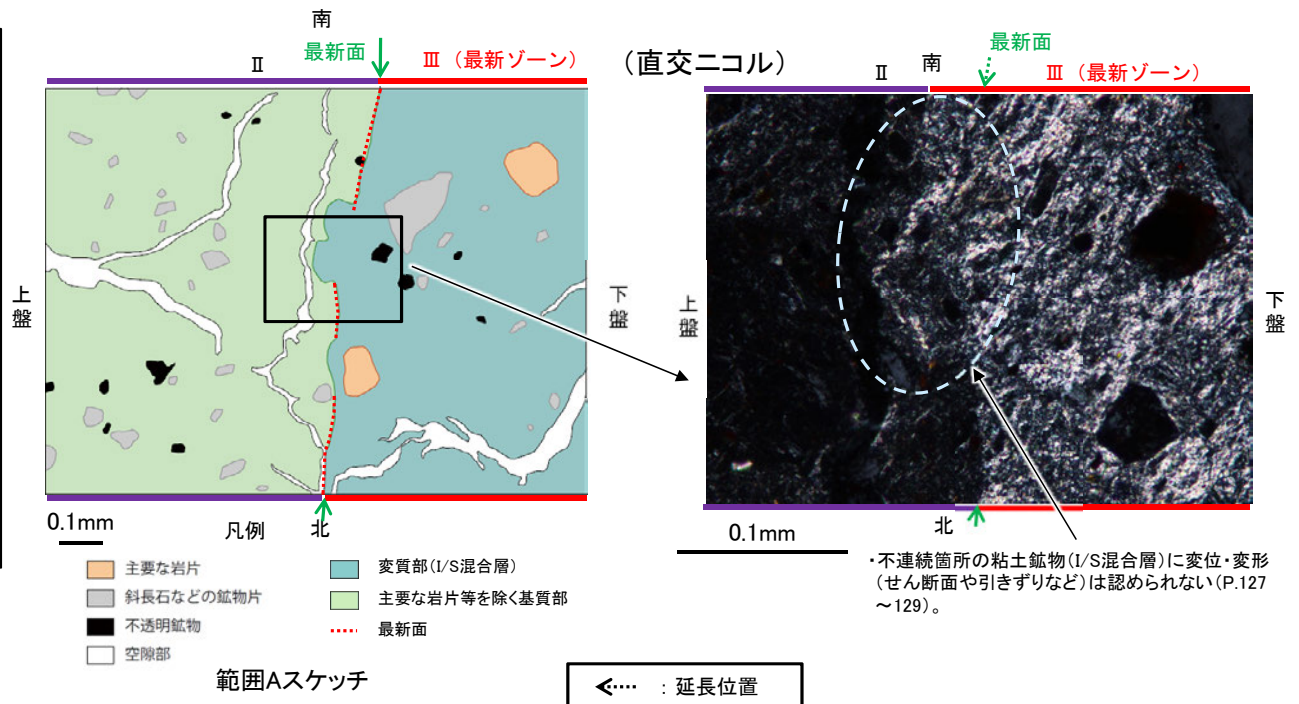 南
Ⅱ
最新面
Ⅲ（最新ゾーン）
上盤
下盤
北
0.1mm
凡例
主要な岩片
斜長石などの鉱物片
不透明鉱物
空隙部
変質部(I/S混合層)
主要な岩片等を除く基質部
最新面
範囲Aスケッチ
（直交ニコル）
Ⅱ
南
最新面
Ⅲ（最新ゾーン）
上盤
下盤
北
0.1mm
・不連続箇所の粘土鉱物(I/S混合層)に変位・変形
(せん断面や引きずりなど)は認められない(P.127
～129)。
：延長位置